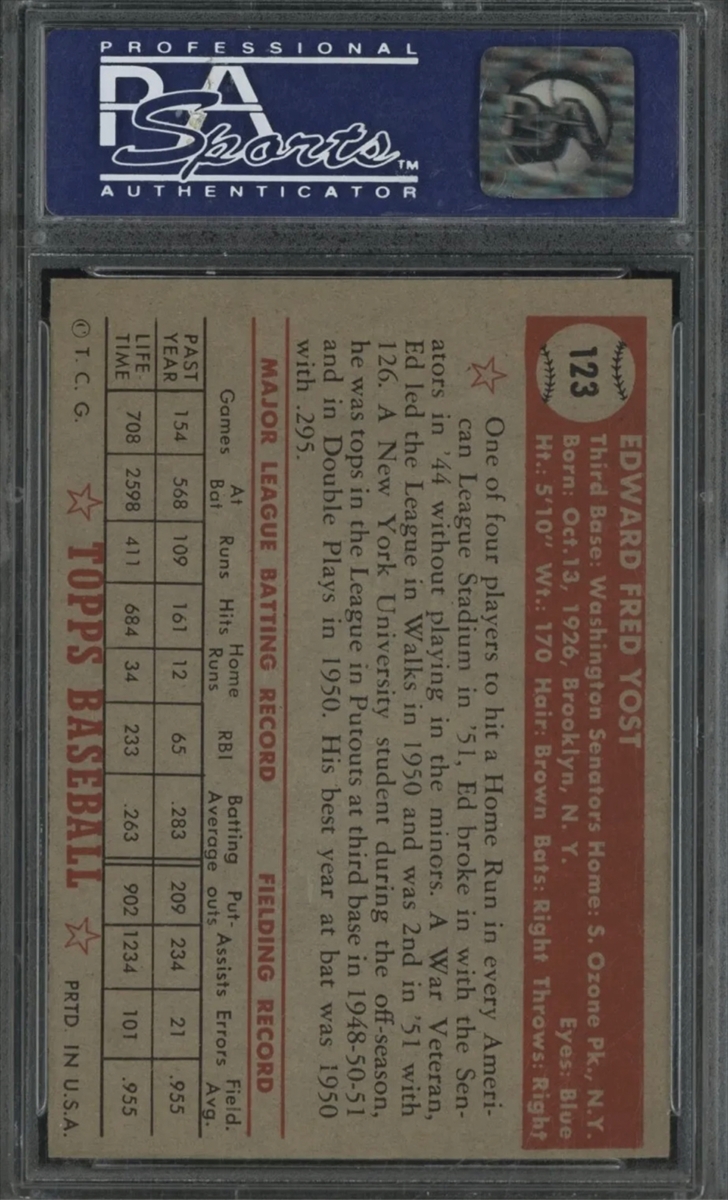 PROFESSIONAL
PSA
Sports™
AUTHENTICATOR
123
EDWARD FRED YOST
Third Base: Washington Senators Home: S. Ozone Pk., N.Y.
Born: Oct. 13, 1926, Brooklyn, N. Y. Eyes: Blue
Ht.: 5'10" Wt.: 170 Hair: Brown Bats: Right Throws: Right
One of four players to hit a Home Run in every Ameri-
can League Stadium in '51, Ed broke in with the Sen-
ators in '44 without playing in the minors. A War Veteran,
Ed led the League in Walks in 1950 and was 2nd in '51 with
126. A New York University student during the off-season,
he was tops in the League in Putouts at third base in 1948-50-51
and in Double Plays in 1950. His best year at bat was 1950
with .295.
MAJOR LEAGUE BATTING RECORD FIELDING RECORD
Games At Bat Runs Hits Home Runs RBI Batting Average Put-outs Assists Errors Field. Avg.
PAST YEAR 154 568 109 161 12 65 .283 209 234 21 .955
LIFE-TIME 708 2598 411 684 34 233 .263 902 1234 101 .955
© T. C. G. TOPPS BASEBALL PRTD. IN U.S.A.